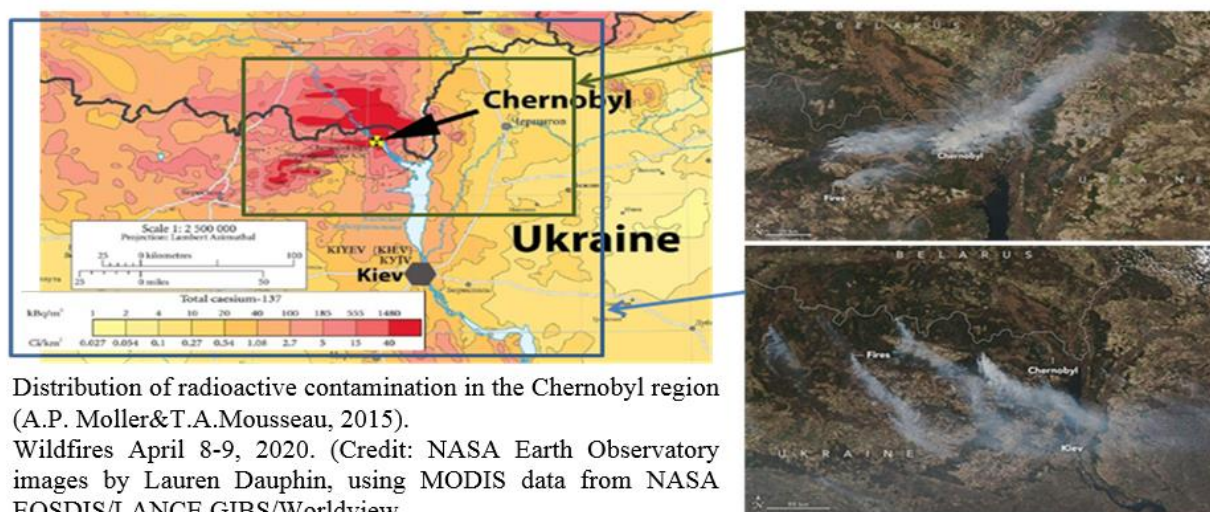 Chernobyl
Чернигов
Ukraine
Scale 1: 2 500 000
Projection: Lambert Azimuthal
25 0 kilometres 100
25 0 miles 50
KIYEV (KIEV)
КУЇV
Kiev
Total caesium-137
kBq/m² 1 2 4 10 20 40 100 185 555 1480
Ci/km² 0.027 0.054 0.1 0.27 0.54 1.08 2.7 5 15 40
BELARUS
Chernobyl
UKRAINE
Fires
N
BELARUS
Fires
Chernobyl
Kiev
UKRAINE
N
Distribution of radioactive contamination in the Chernobyl region
(A.P. Moller&T.A.Mousseau, 2015).
Wildfires April 8-9, 2020. (Credit: NASA Earth Observatory
images by Lauren Dauphin, using MODIS data from NASA
EOSDIS/LANCE GIBS/Worldview